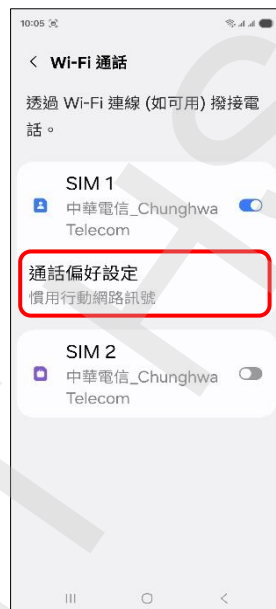 10:05
Wi-Fi 通話
透過 Wi-Fi 連線 (如可用) 撥接電
話。
SIM 1
中華電信_Chunghwa
Telecom
通話偏好設定
慣用行動網路訊號
SIM 2
中華電信_Chunghwa
Telecom